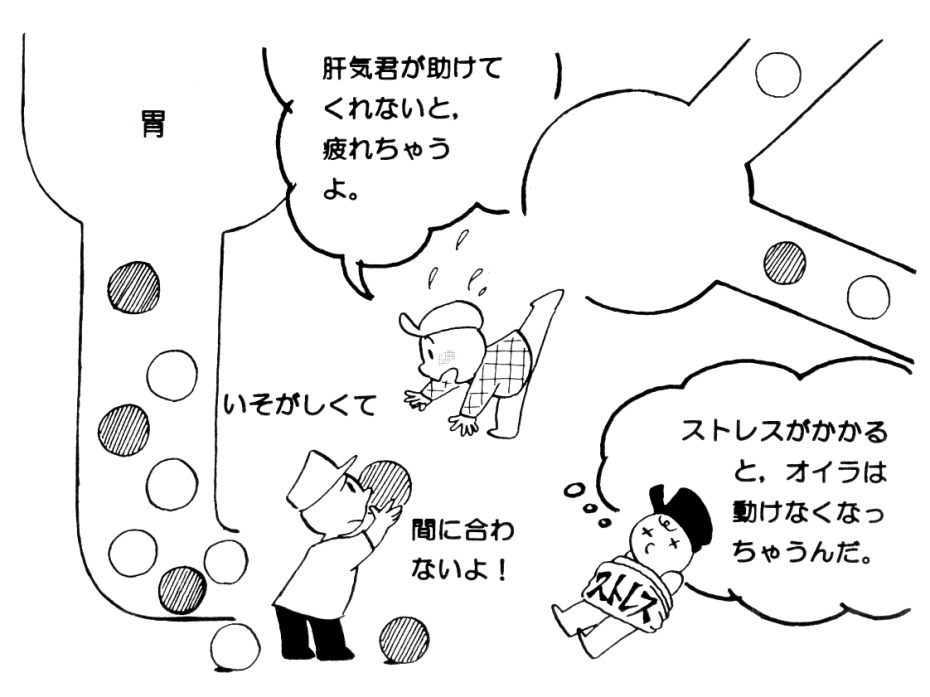 胃
肝気君が助けて
くれないと,
疲れちゃう
よ。
いそがしくて
間に合わ
ないよ!
ストレスがかかる
と,オイラは
動けなくなっ
ちゃうんだ。
ストレス